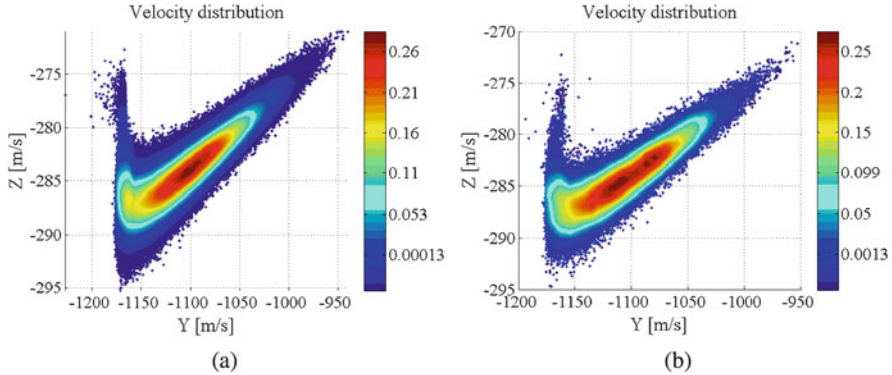 Velocity distribution
Z [m/s]
-275
-280
-285
-290
-295
-1200 -1150 -1100 -1050 -1000 -950
Y [m/s]
0.26
0.21
0.16
0.11
0.053
0.00013
(a)
Velocity distribution
Z [m/s]
-270
-275
-280
-285
-290
-295
-1200 -1150 -1100 -1050 -1000 -950
Y [m/s]
0.25
0.2
0.15
0.099
0.05
0.0013
(b)